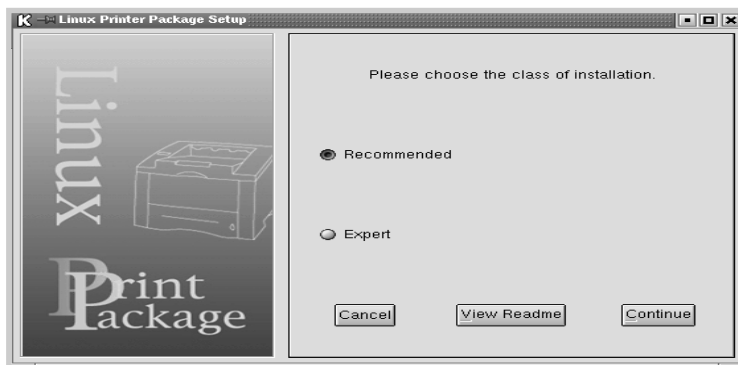 Linux Printer Package Setup
Linux
Print
Package
Please choose the class of installation.
Recommended
Expert
Cancel
View Readme
Continue